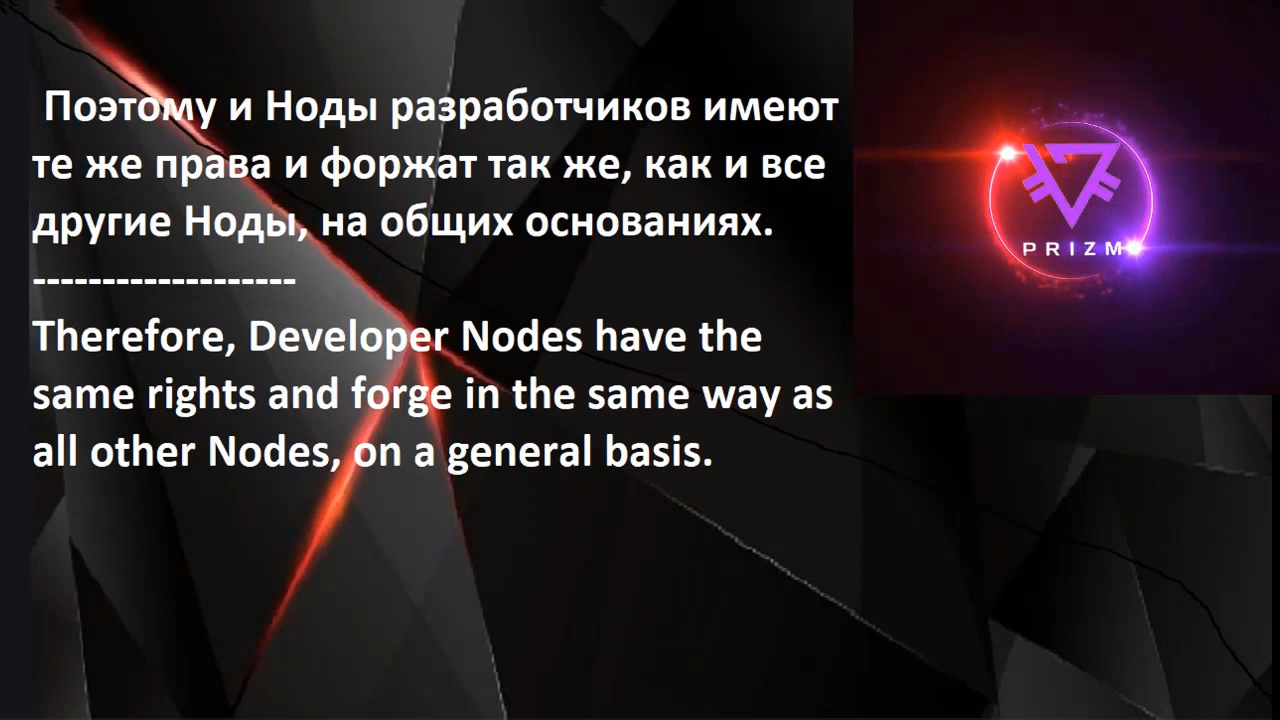 Поэтому и Ноды разработчиков имеют
те же права и форжат так же, как и все
другие Ноды, на общих основаниях.
-------------------
Therefore, Developer Nodes have the
same rights and forge in the same way as
all other Nodes, on a general basis.
PRIZM